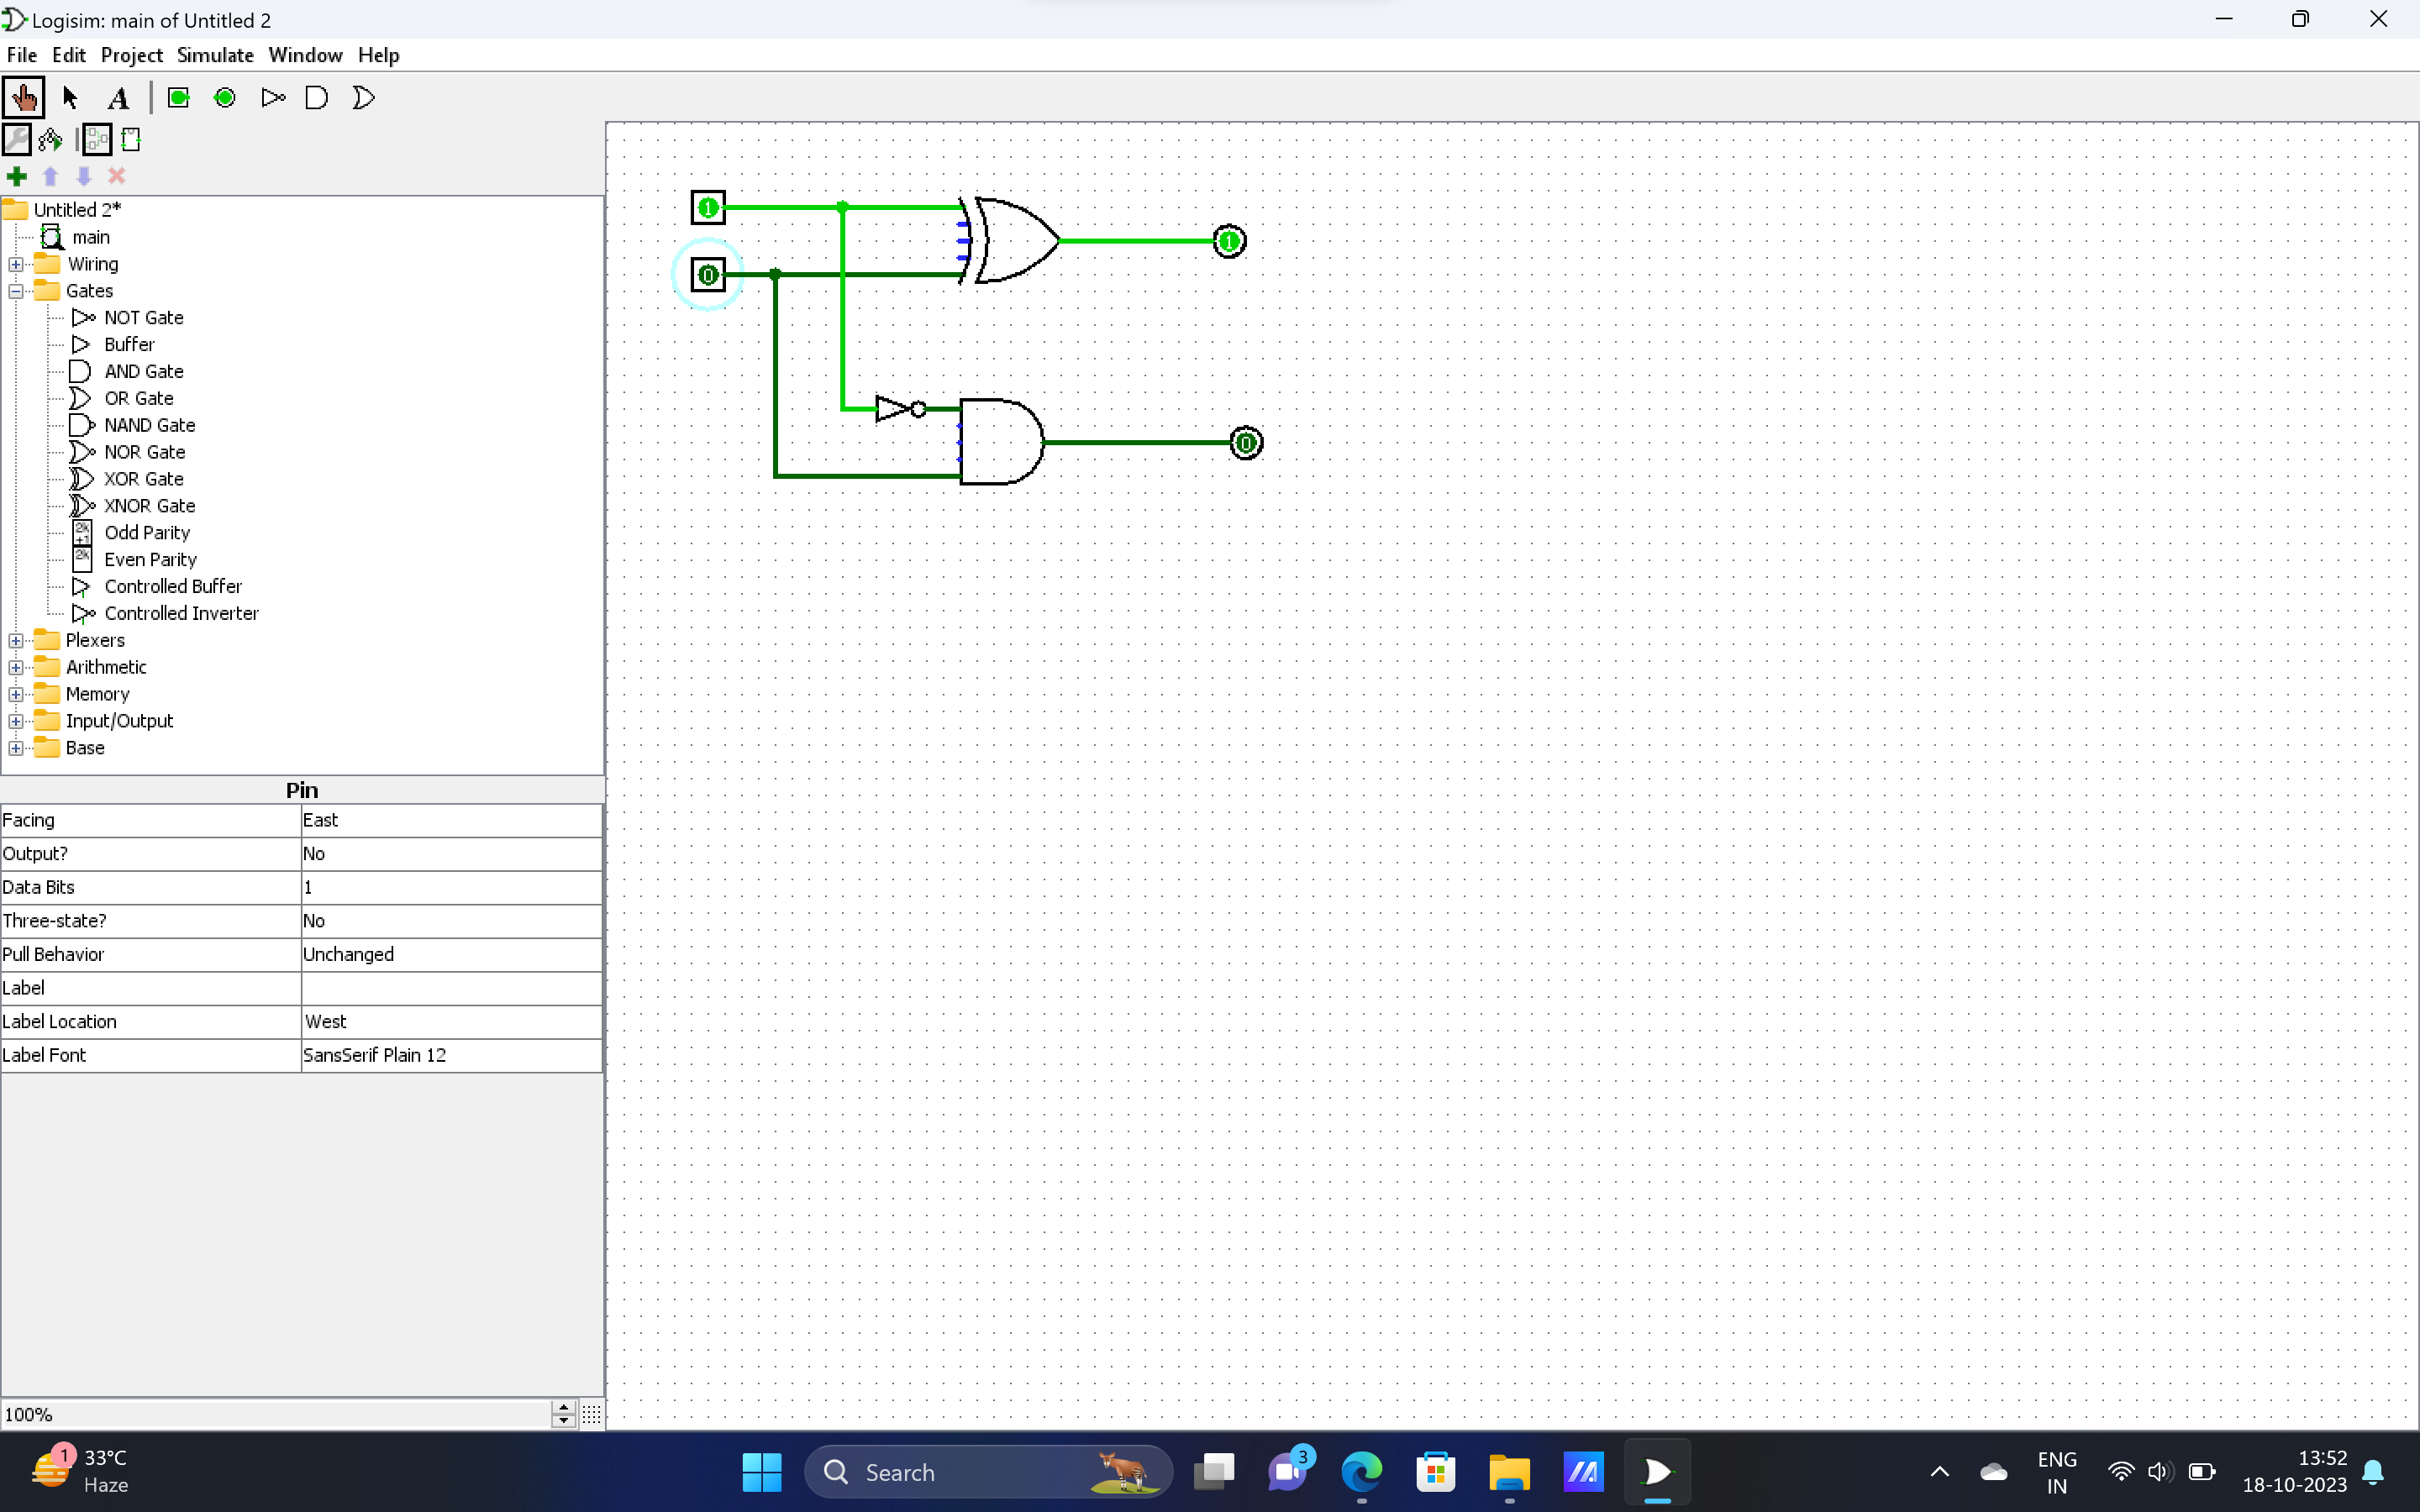 Logisim: main of Untitled 2
File Edit Project Simulate Window Help
A
Untitled 2*
main
Wiring
Gates
NOT Gate
Buffer
AND Gate
OR Gate
NAND Gate
NOR Gate
XOR Gate
XNOR Gate
2k +1 Odd Parity
2k Even Parity
Controlled Buffer
Controlled Inverter
Plexers
Arithmetic
Memory
Input/Output
Base
Pin
Facing East
Output? No
Data Bits 1
Three-state? No
Pull Behavior Unchanged
Label
Label Location West
Label Font SansSerif Plain 12
100%
1
1
0
0
1 33°C
Haze
Search
3
ENG
IN
13:52
18-10-2023